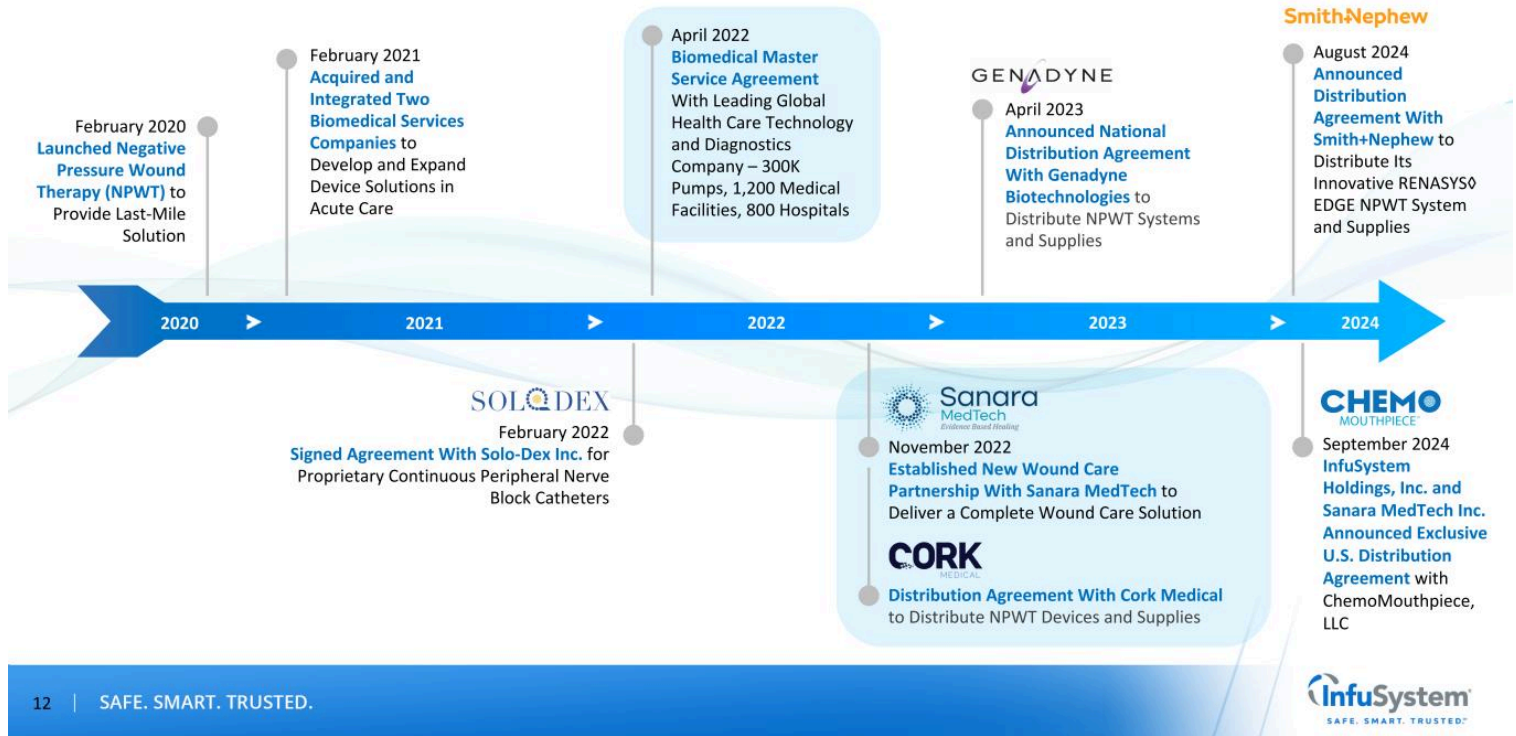 February 2020
Launched Negative
Pressure Wound
Therapy (NPWT) to
Provide Last-Mile
Solution
February 2021
Acquired and
Integrated Two
Biomedical Services
Companies to
Develop and Expand
Device Solutions in
Acute Care
April 2022
Biomedical Master
Service Agreement
With Leading Global
Health Care Technology
and Diagnostics
Company – 300K
Pumps, 1,200 Medical
Facilities, 800 Hospitals
GENADYNE
April 2023
Announced National
Distribution Agreement
With Genadyne
Biotechnologies to
Distribute NPWT Systems
and Supplies
Smith+Nephew
August 2024
Announced
Distribution
Agreement With
Smith+Nephew to
Distribute Its
Innovative RENASYS◊
EDGE NPWT System
and Supplies
2020 > 2021 > 2022 > 2023 > 2024
SOLODEX
February 2022
Signed Agreement With Solo-Dex Inc. for
Proprietary Continuous Peripheral Nerve
Block Catheters
Sanara
MedTech
Evidence Based Healing
November 2022
Established New Wound Care
Partnership With Sanara MedTech to
Deliver a Complete Wound Care Solution
CORK
MEDICAL
Distribution Agreement With Cork Medical
to Distribute NPWT Devices and Supplies
CHEMO
MOUTHPIECE™
September 2024
InfuSystem
Holdings, Inc. and
Sanara MedTech Inc.
Announced Exclusive
U.S. Distribution
Agreement with
ChemoMouthpiece,
LLC
12 | SAFE. SMART. TRUSTED.
InfuSystem
SAFE. SMART. TRUSTED.™